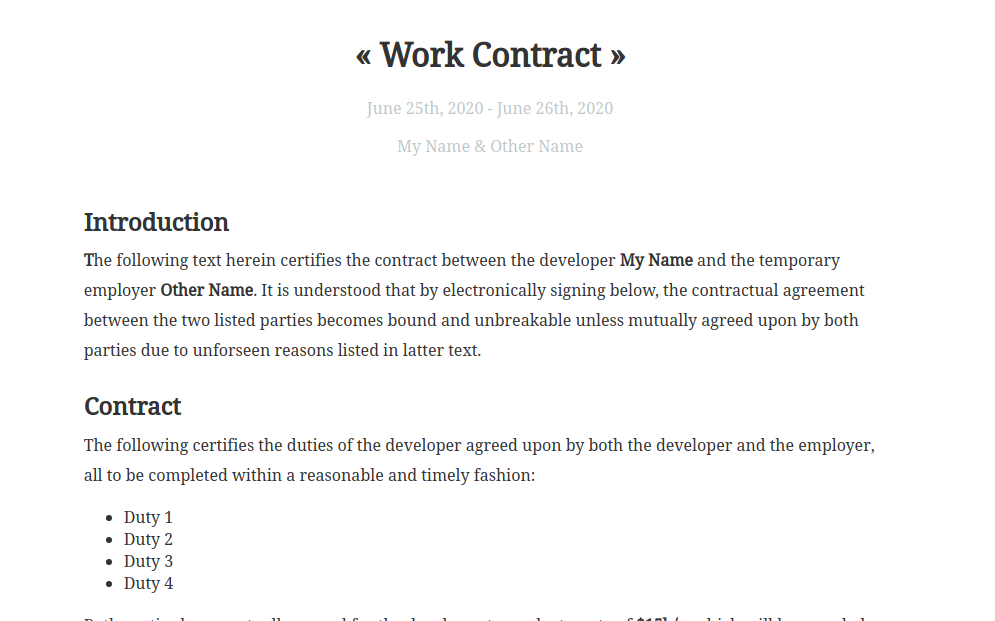 « Work Contract »
June 25th, 2020 - June 26th, 2020
My Name & Other Name
Introduction
The following text herein certifies the contract between the developer My Name and the temporary
employer Other Name. It is understood that by electronically signing below, the contractual agreement
between the two listed parties becomes bound and unbreakable unless mutually agreed upon by both
parties due to unforseen reasons listed in latter text.
Contract
The following certifies the duties of the developer agreed upon by both the developer and the employer,
all to be completed within a reasonable and timely fashion:
• Duty 1
• Duty 2
• Duty 3
• Duty 4